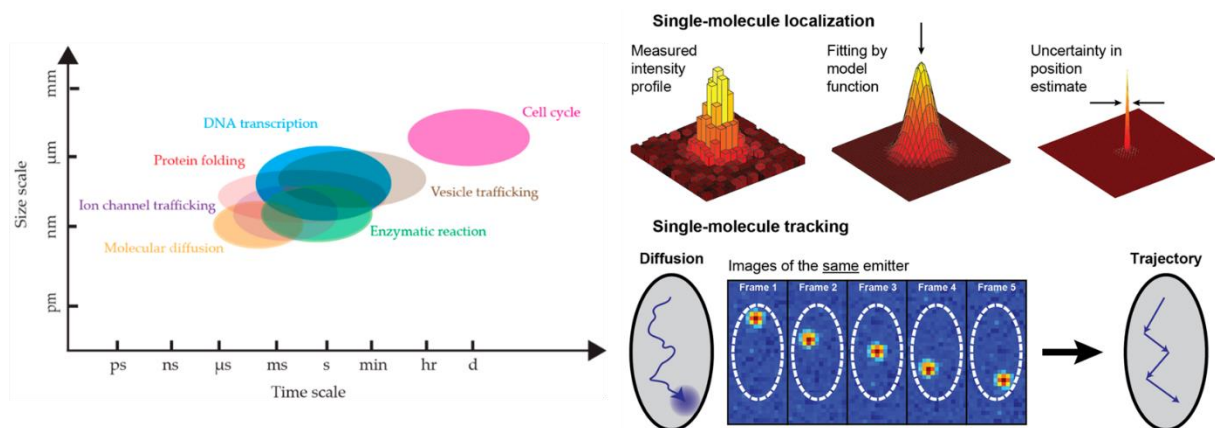 Size scale
mm
µm
nm
pm
DNA transcription
Protein folding
Ion channel trafficking
Molecular diffusion
Cell cycle
Vesicle trafficking
Enzymatic reaction
ps
ns
µs
ms
s
min
hr
d
Time scale
Single-molecule localization
Measured
intensity
profile
Fitting by
model
function
Uncertainty in
position
estimate
Single-molecule tracking
Diffusion
Images of the same emitter
Frame 1
Frame 2
Frame 3
Frame 4
Frame 5
Trajectory